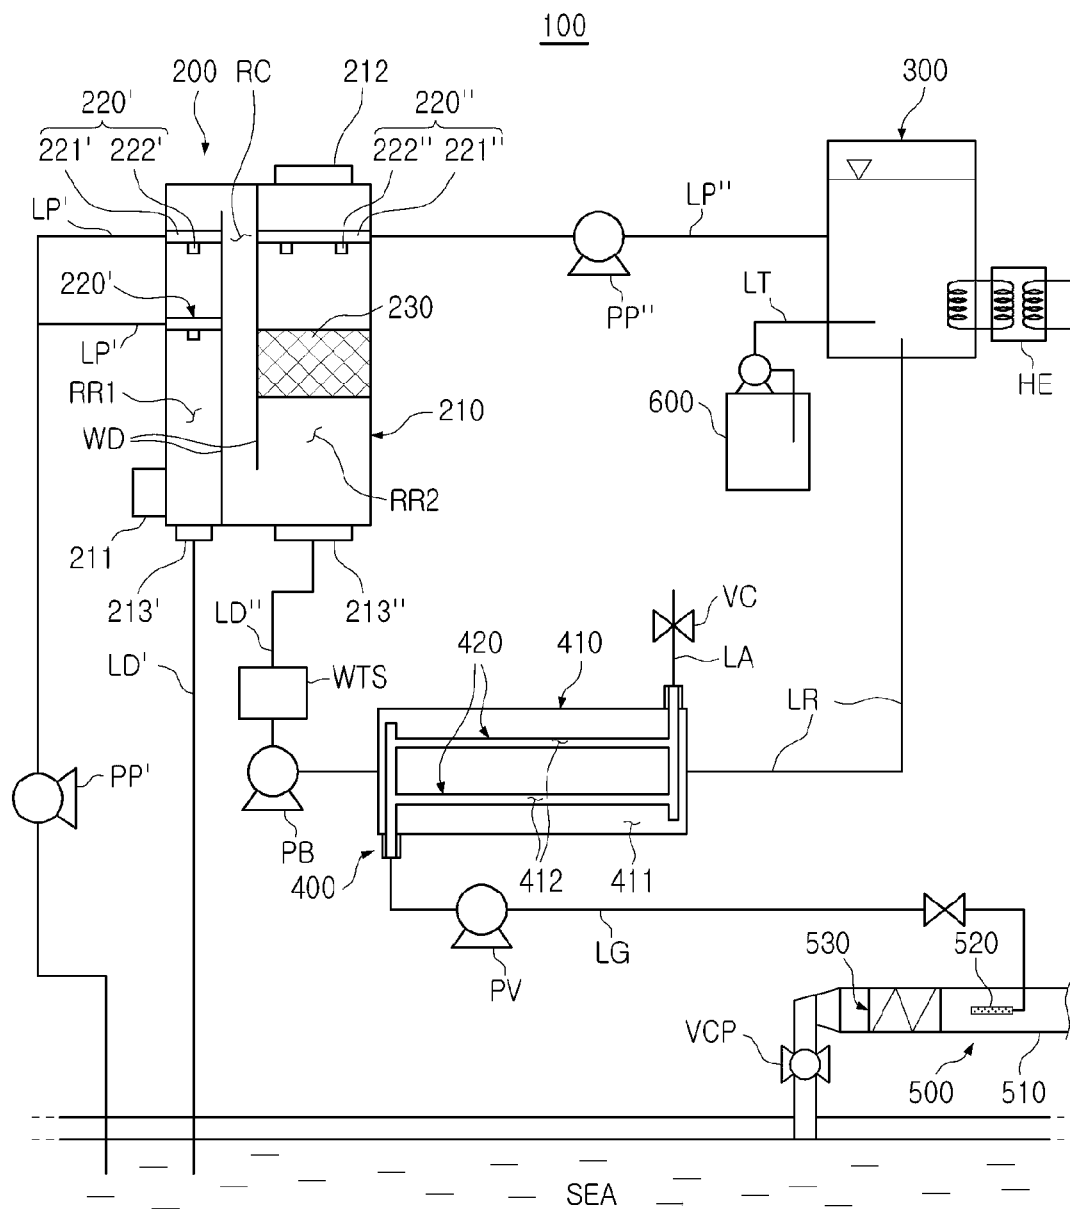 100
200 RC 212 300
220' 220"
221' 222' 222" 221"
LP' LP"
220' LT
230 PP"
LP' HE
RR1 600
210
WD
RR2
211
213' 213" VC
LD"
LD' WTS 420 410 LA
LR
PP'
PB
400 412 411
530 520
LG
PV
VCP
500 510
SEA